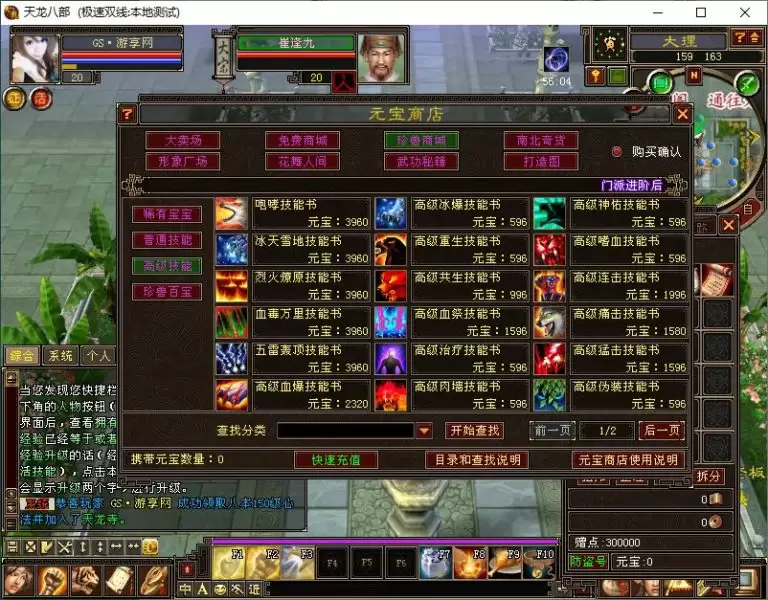 天龙八部 (极速双线:本地测试)
GS·游享网
20
大宗
崔逢九
20
56.04
大理
159 163
元宝商店
大卖场
免费商城
珍兽商城
南北奇货
形象广场
花舞人间
武功秘籍
打造图
购买确认
门派进阶后
稀有宝宝
普通技能
高级技能
珍兽百宝
咆哮技能书
元宝：3960
高级冰爆技能书
元宝：596
高级神佑技能书
元宝：596
冰天雪地技能书
元宝：3960
高级重生技能书
元宝：596
高级嗜血技能书
元宝：596
烈火燎原技能书
元宝：3960
高级共生技能书
元宝：996
高级连击技能书
元宝：1996
血毒万里技能书
元宝：3960
高级血祭技能书
元宝：1596
高级痛击技能书
元宝：1580
五雷轰顶技能书
元宝：3960
高级治疗技能书
元宝：596
高级猛击技能书
元宝：1596
高级血爆技能书
元宝：2320
高级肉墙技能书
元宝：596
高级伪装技能书
元宝：596
查找分类
开始查找
前一页
1/2
后一页
携带元宝数量：0
快速充值
目录和查找说明
元宝商店使用说明
综合
系统
个人
当您发现您快捷栏
下角的人物按钮（
界面后，查看拥有
经验已经等于或者
经验升级的话（经
活技能），点击本
会显示升级两个字，进行升级。
恭喜玩家 GS·游享网 成功领取八本150级心
法并加入了天龙寺。
拆分
0
0
赠点:300000
防盗号
元宝:0
F1
F2
F3
F4
F5
F6
F7
F8
F9
F10
中
A
近